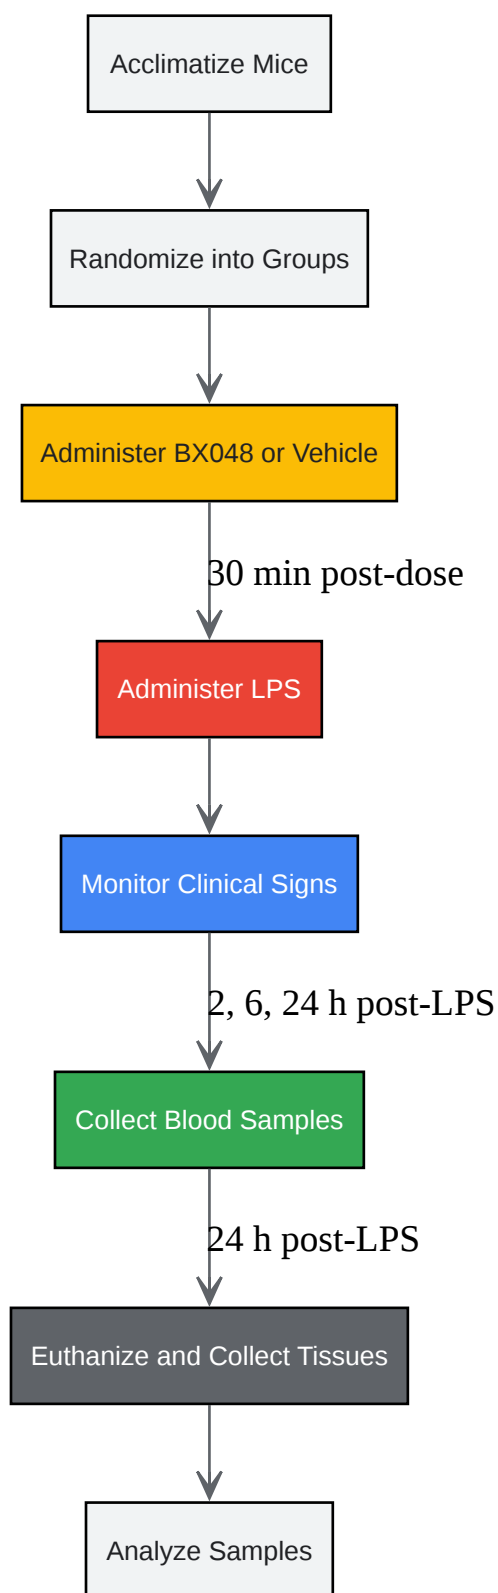 Acclimatize Mice
Randomize into Groups
Administer BX048 or Vehicle
30 min post-dose
Administer LPS
Monitor Clinical Signs
2, 6, 24 h post-LPS
Collect Blood Samples
24 h post-LPS
Euthanize and Collect Tissues
Analyze Samples